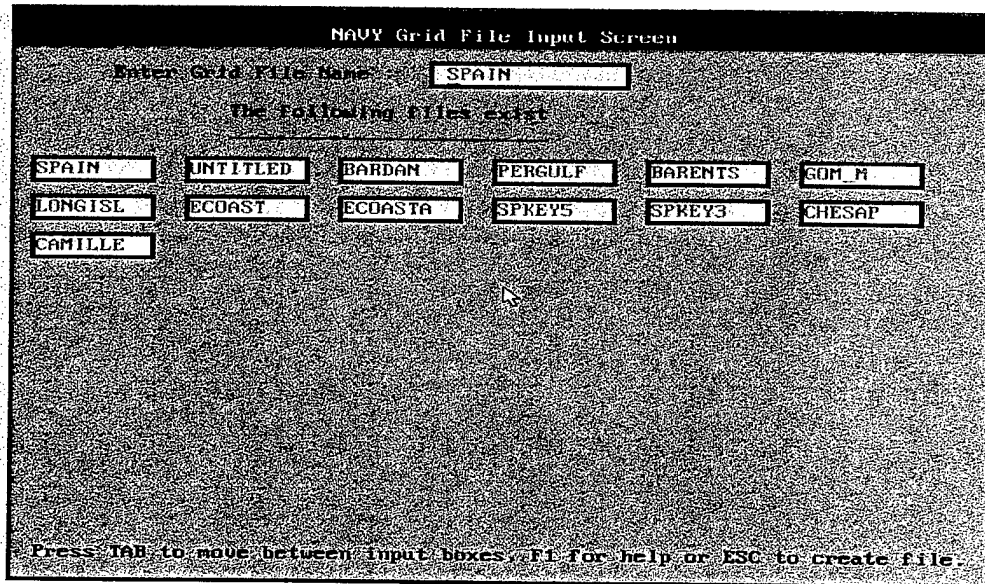 NAVY Grid File Input Screen
Enter Grid File Name : SPAIN
The following files exist
SPAIN UNTITLED BARDAN PERGULF BARENTS GOM_M
LONGISL ECOAST ECOASTA SPKEY5 SPKEY3 CHESAP
CAMILLE
Press TAB to move between input boxes, F1 for help or ESC to create file.